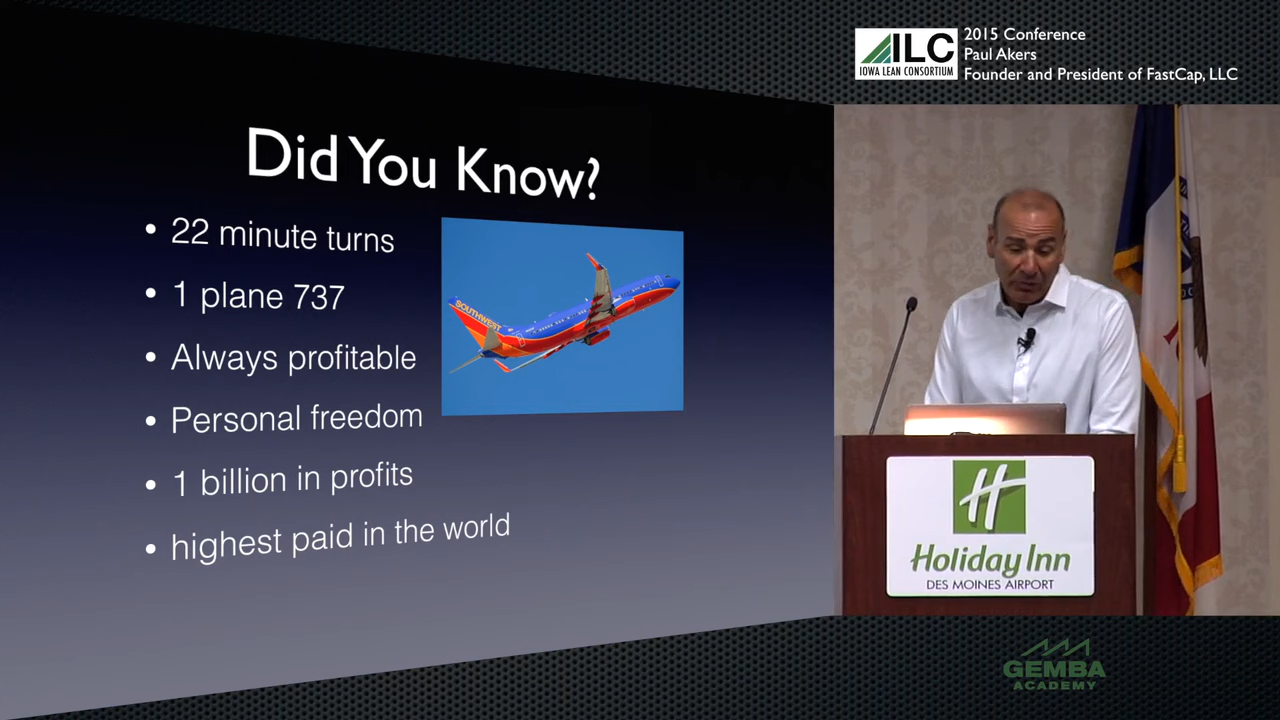 ILC
IOWA LEAN CONSORTIUM
2015 Conference
Paul Akers
Founder and President of FastCap, LLC
Did You Know?
• 22 minute turns
• 1 plane 737
• Always profitable
• Personal freedom
• 1 billion in profits
• highest paid in the world
SOUTHWEST
H
Holiday Inn
DES MOINES AIRPORT
GEMBA
ACADEMY